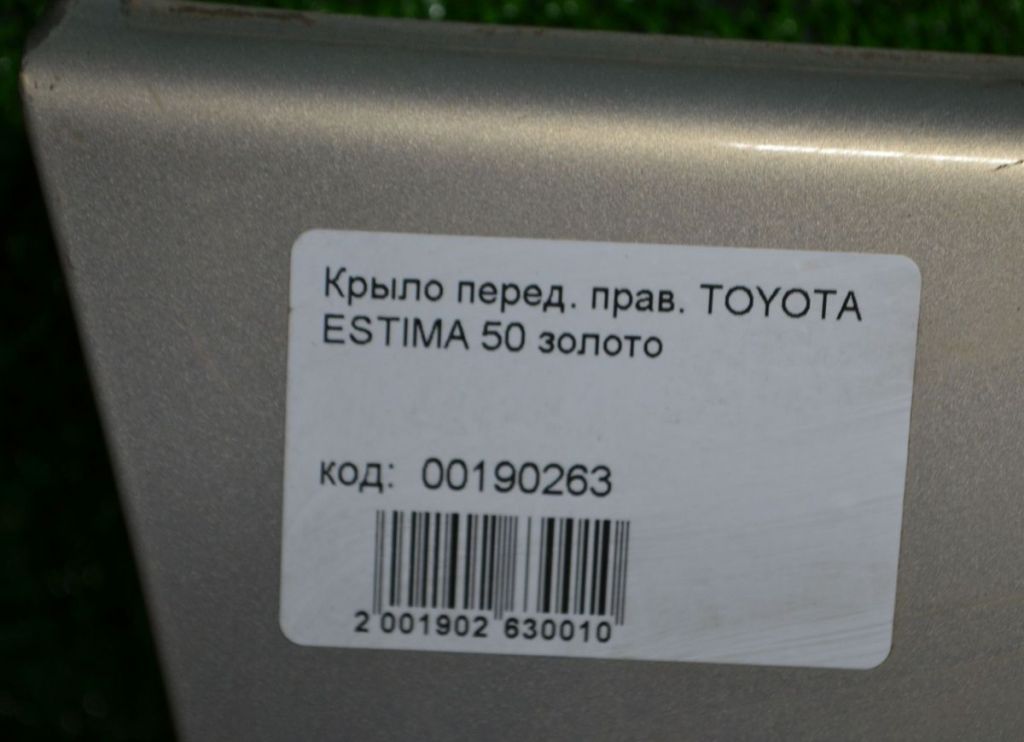 Крыло перед. прав. TOYOTA
ESTIMA 50 золото
код: 00190263
2 001902 630010